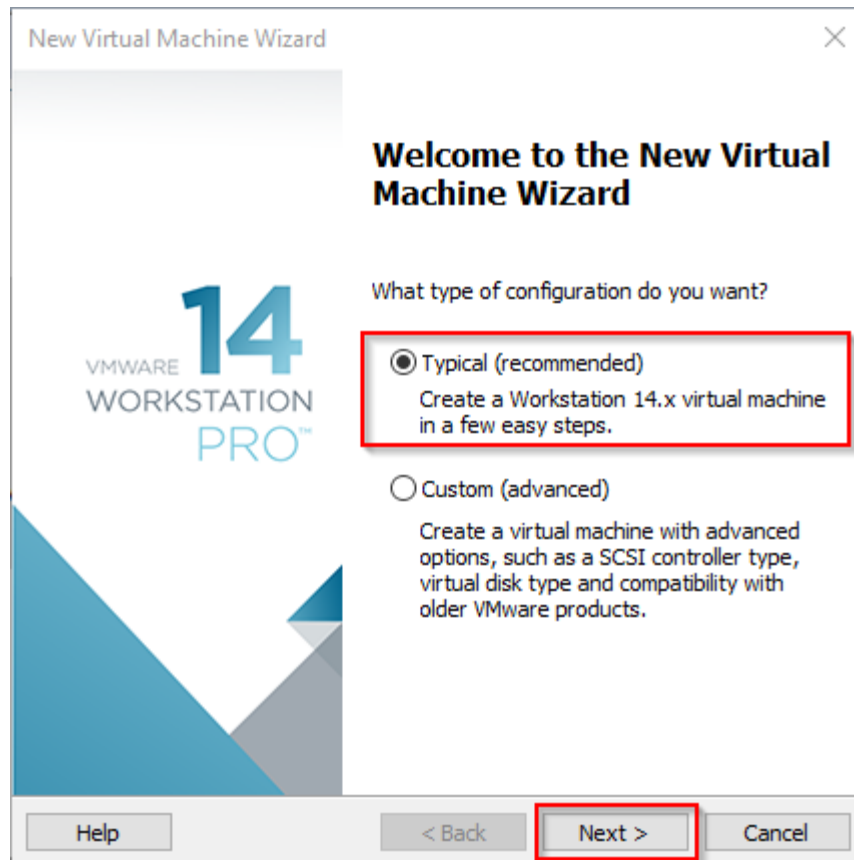 New Virtual Machine Wizard
Welcome to the New Virtual
Machine Wizard
What type of configuration do you want?
14
VMWARE
WORKSTATION
PRO™
Typical (recommended)
Create a Workstation 14.x virtual machine
in a few easy steps.
Custom (advanced)
Create a virtual machine with advanced
options, such as a SCSI controller type,
virtual disk type and compatibility with
older VMware products.
Help
< Back
Next >
Cancel